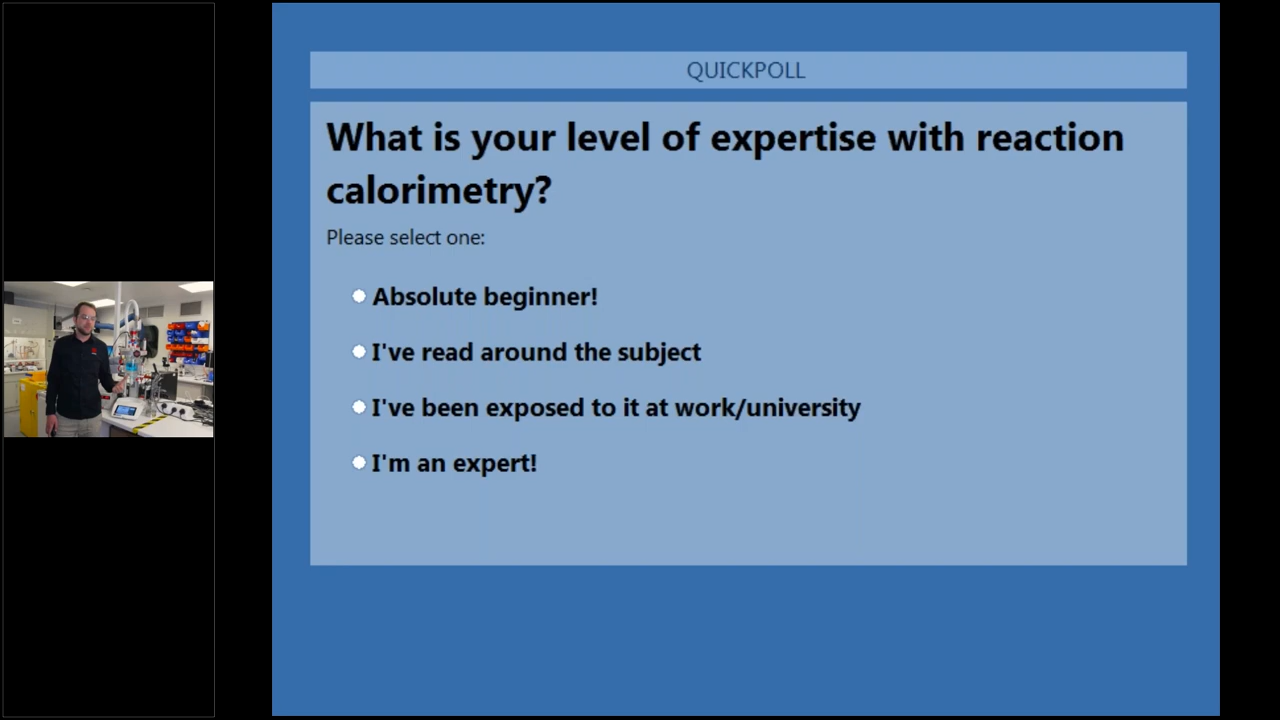 QUICKPOLL
What is your level of expertise with reaction
calorimetry?
Please select one:
Absolute beginner!
I've read around the subject
I've been exposed to it at work/university
I'm an expert!